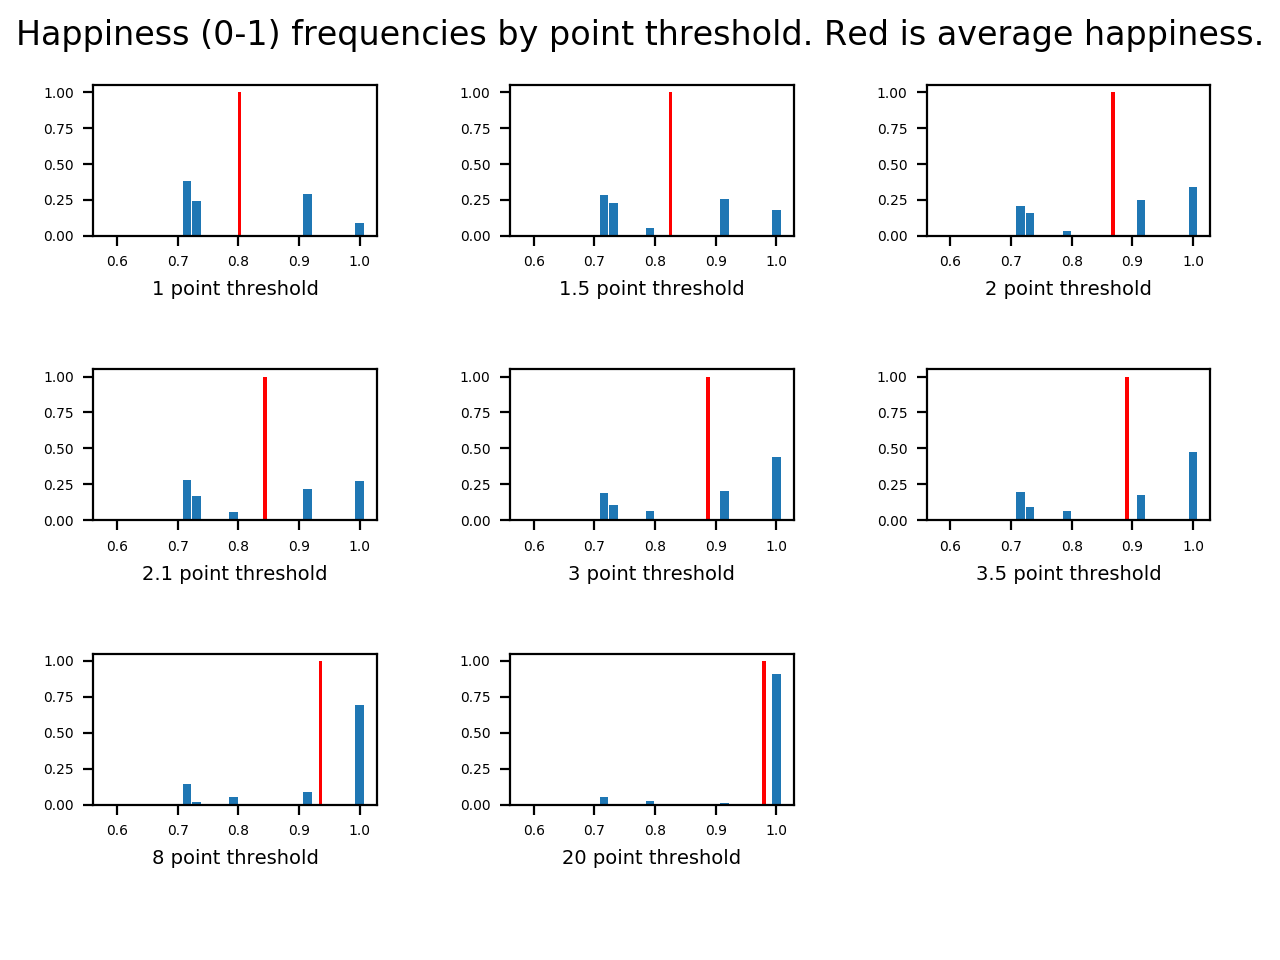 Happiness (0-1) frequencies by point threshold. Red is average happiness.
1.00 1.00 1.00
0.75 0.75 0.75
0.50 0.50 0.50
0.25 0.25 0.25
0.00 0.00 0.00
0.6 0.7 0.8 0.9 1.0 0.6 0.7 0.8 0.9 1.0 0.6 0.7 0.8 0.9 1.0
1 point threshold 1.5 point threshold 2 point threshold
1.00 1.00 1.00
0.75 0.75 0.75
0.50 0.50 0.50
0.25 0.25 0.25
0.00 0.00 0.00
0.6 0.7 0.8 0.9 1.0 0.6 0.7 0.8 0.9 1.0 0.6 0.7 0.8 0.9 1.0
2.1 point threshold 3 point threshold 3.5 point threshold
1.00 1.00
0.75 0.75
0.50 0.50
0.25 0.25
0.00 0.00
0.6 0.7 0.8 0.9 1.0 0.6 0.7 0.8 0.9 1.0
8 point threshold 20 point threshold